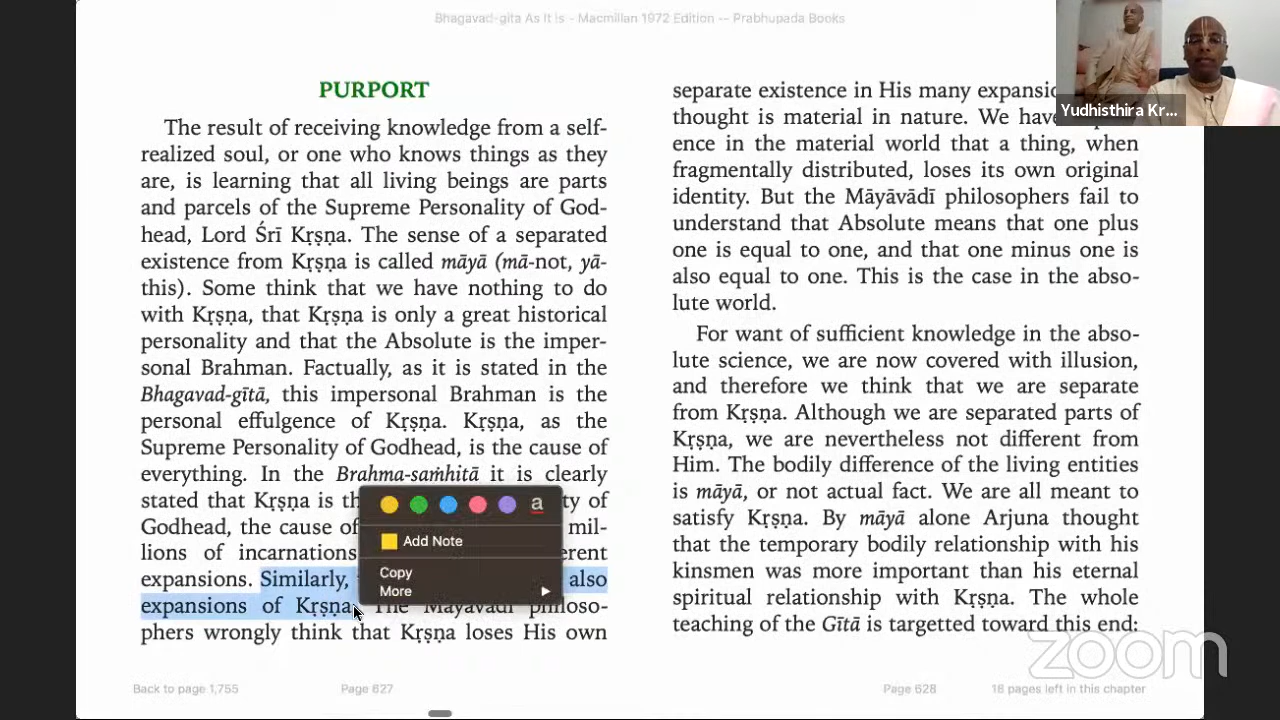 Bhagavad-gita As It Is - Macmillan 1972 Edition -- Prabhupada Books
PURPORT
The result of receiving knowledge from a self-
realized soul, or one who knows things as they
are, is learning that all living beings are parts
and parcels of the Supreme Personality of God-
head, Lord Śrī Kṛṣṇa. The sense of a separated
existence from Kṛṣṇa is called māyā (mā-not, yā-
this). Some think that we have nothing to do
with Kṛṣṇa, that Kṛṣṇa is only a great historical
personality and that the Absolute is the imper-
sonal Brahman. Factually, as it is stated in the
Bhagavad-gītā, this impersonal Brahman is the
personal effulgence of Kṛṣṇa. Kṛṣṇa, as the
Supreme Personality of Godhead, is the cause of
everything. In the Brahma-saṁhitā it is clearly
stated that Kṛṣṇa is th ty of
Godhead, the cause of mil-
lions of incarnations erent
expansions. Similarly, also
expansions of Kṛṣṇa. The Māyāvādī philoso-
phers wrongly think that Kṛṣṇa loses His own
a
Add Note
Copy
More
separate existence in His many expansio
thought is material in nature. We have
ence in the material world that a thing, when
fragmentally distributed, loses its own original
identity. But the Māyāvādī philosophers fail to
understand that Absolute means that one plus
one is equal to one, and that one minus one is
also equal to one. This is the case in the abso-
lute world.
For want of sufficient knowledge in the abso-
lute science, we are now covered with illusion,
and therefore we think that we are separate
from Kṛṣṇa. Although we are separated parts of
Kṛṣṇa, we are nevertheless not different from
Him. The bodily difference of the living entities
is māyā, or not actual fact. We are all meant to
satisfy Kṛṣṇa. By māyā alone Arjuna thought
that the temporary bodily relationship with his
kinsmen was more important than his eternal
spiritual relationship with Kṛṣṇa. The whole
teaching of the Gītā is targetted toward this end:
Yudhisthira Kr...
zoom
Back to page 1,755
Page 627
Page 628
18 pages left in this chapter